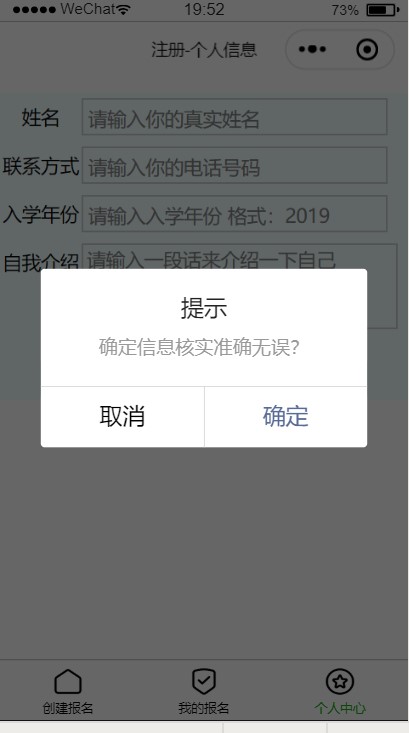 WeChat 19:52 73%
注册-个人信息
姓名 请输入你的真实姓名
联系方式 请输入你的电话号码
入学年份 请输入入学年份 格式：2019
自我介绍 请输入一段话来介绍一下自己
提示
确定信息核实准确无误?
取消 确定
创建报名 我的报名 个人中心